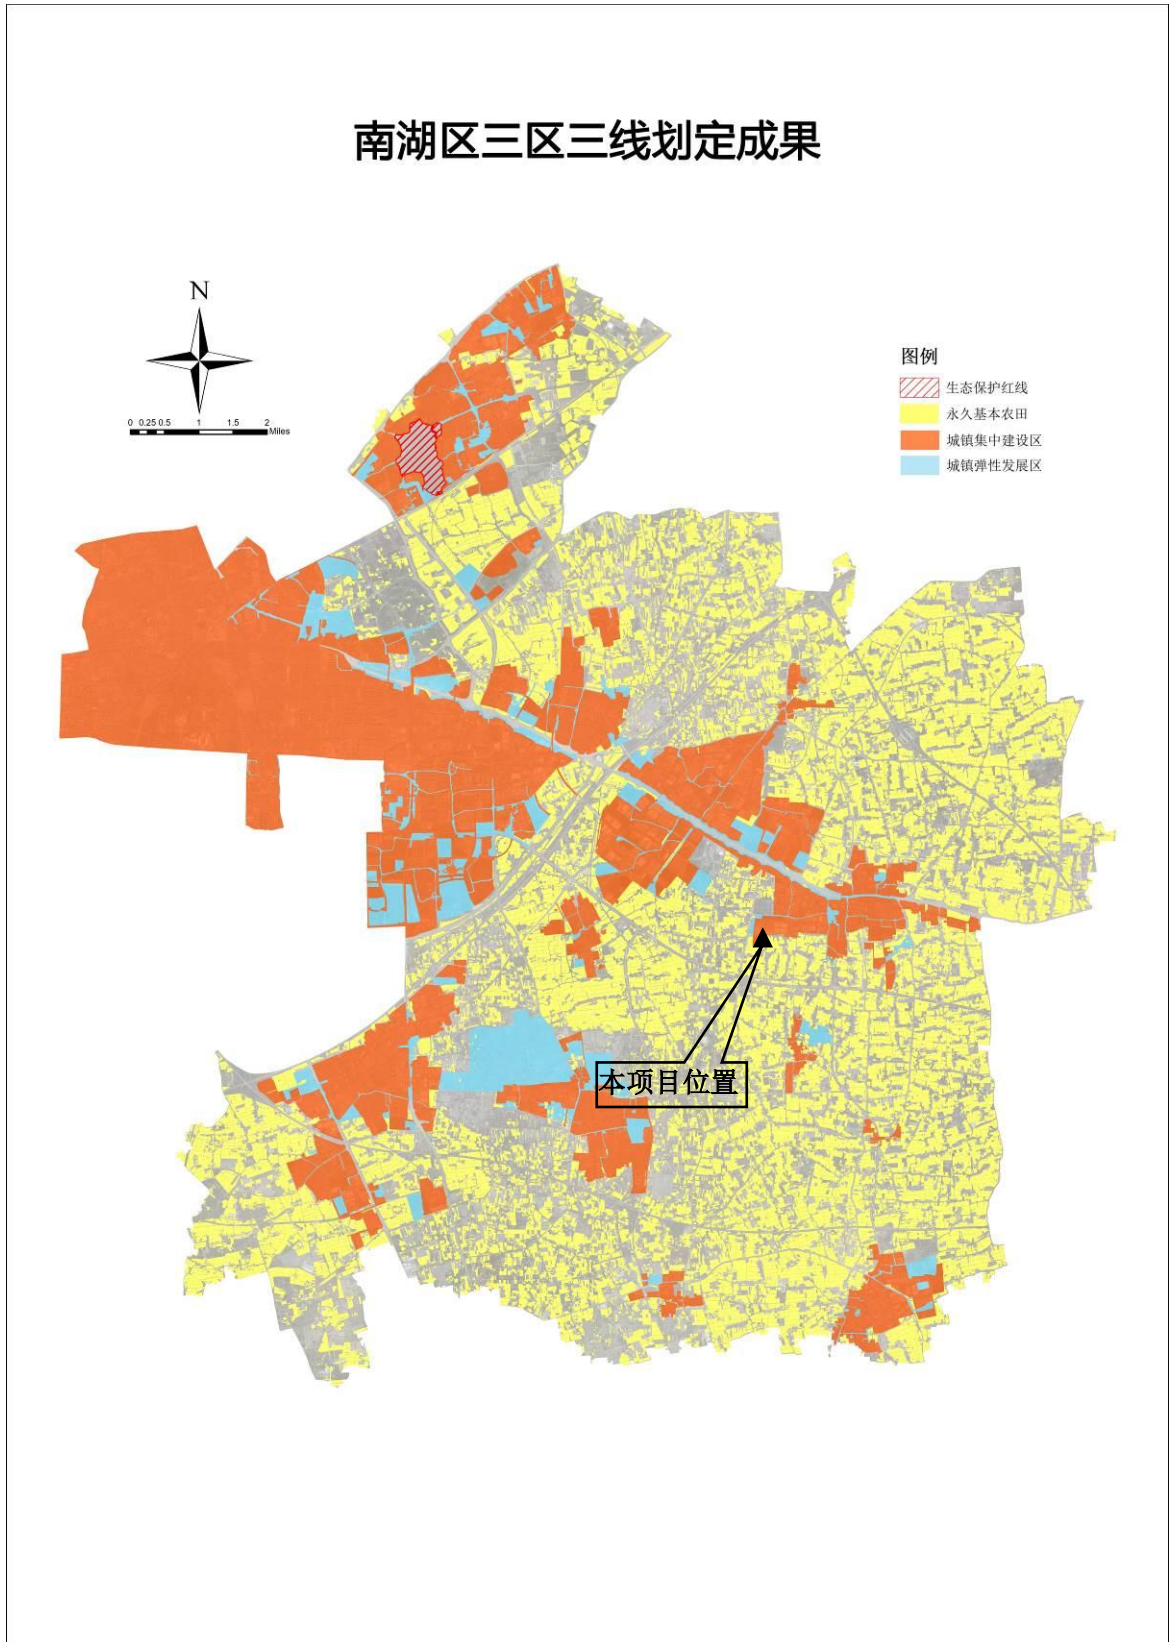 南湖区三区三线划定成果
N
0 0.25 0.5 1 1.5 2
Miles
图例
生态保护红线
永久基本农田
城镇集中建设区
城镇弹性发展区
本项目位置